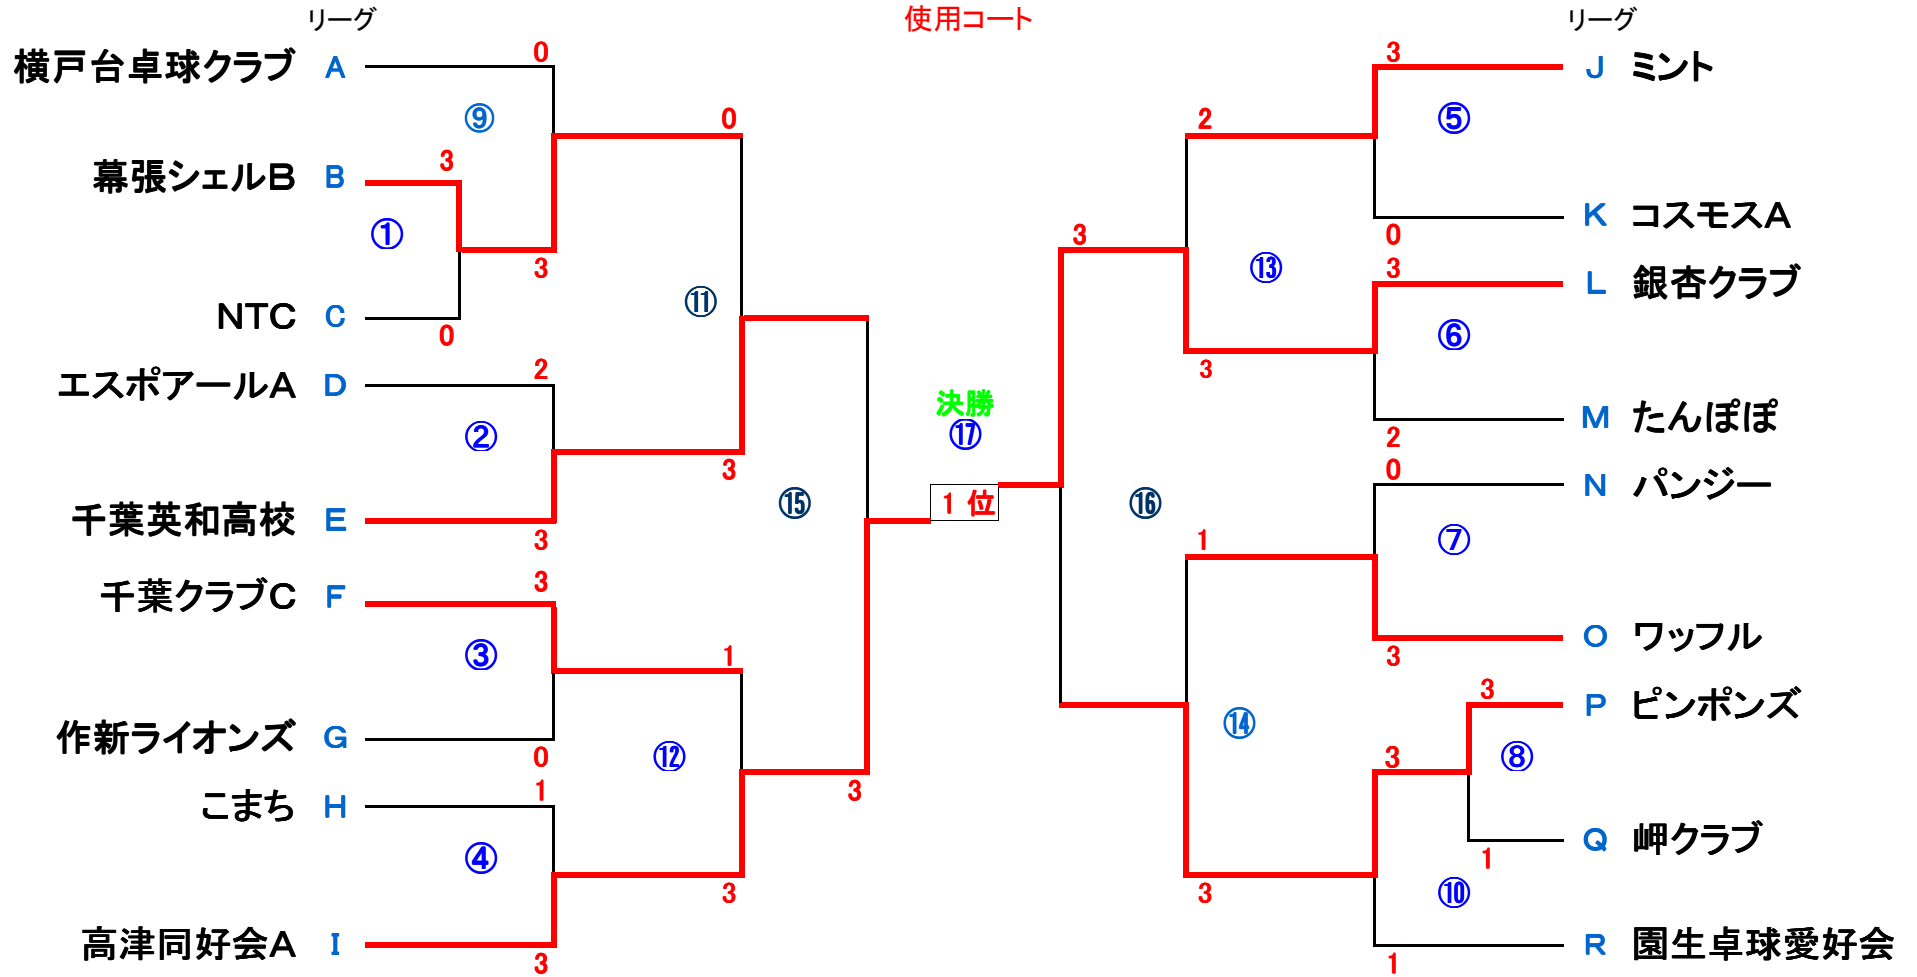 リーグ
使用コート
リーグ
横戸台卓球クラブ A
0
⑨
幕張シェルB B
3
①
3
NTC C
0
エスポアールA D
2
②
千葉英和高校 E
3
千葉クラブC F
3
③
作新ライオンズ G
0
こまち H
1
④
高津同好会A I
3
0
⑪
3
1
⑫
3
⑮
3
決勝
⑰
1 位
3
⑯
2
⑬
3
1
⑭
3
3
J ミント
⑤
K コスモスA
0
3
L 銀杏クラブ
⑥
M たんぽぽ
2
0
N パンジー
⑦
O ワッフル
3
3
P ピンポンズ
3
⑧
Q 岬クラブ
1
⑩
R 園生卓球愛好会
1